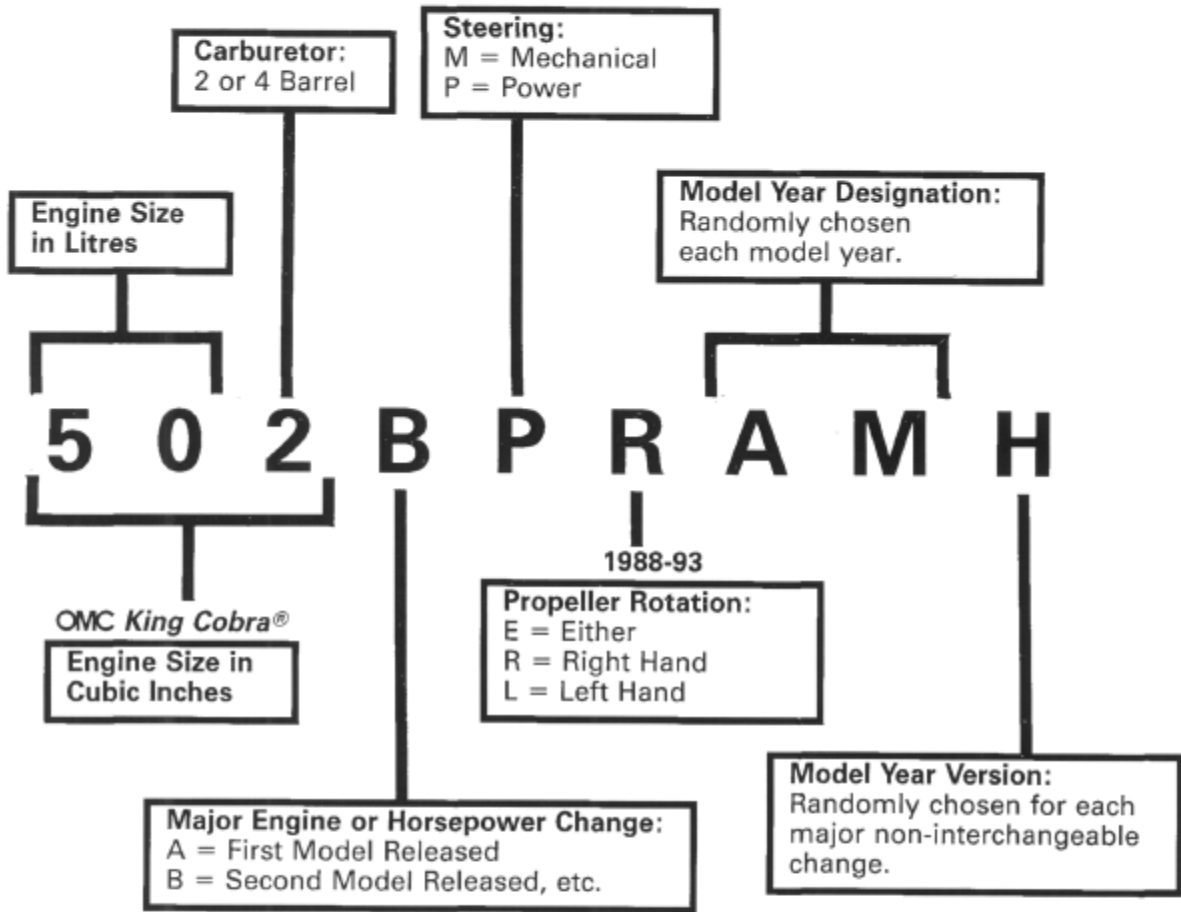 Carburetor:
2 or 4 Barrel
Steering:
M = Mechanical
P = Power
Engine Size
in Litres
Model Year Designation:
Randomly chosen
each model year.
5 0 2 B P R A M H
OMC King Cobra®
Engine Size in
Cubic Inches
1988-93
Propeller Rotation:
E = Either
R = Right Hand
L = Left Hand
Major Engine or Horsepower Change:
A = First Model Released
B = Second Model Released, etc.
Model Year Version:
Randomly chosen for each
major non-interchangeable
change.